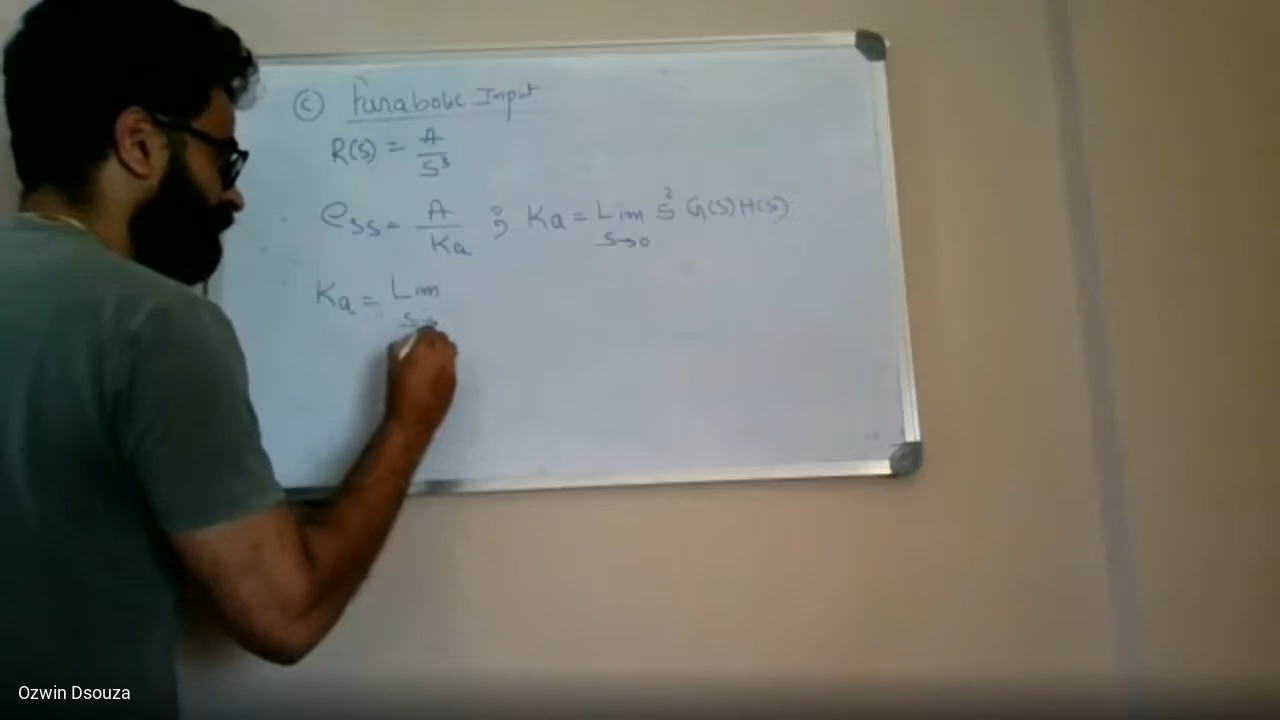 (c) Parabolic Input
R(s) = A/S³
ess = A/Ka ; Ka = Lim S→0 S² G(s)H(s)
Ka = Lim S→
Ozwin Dsouza